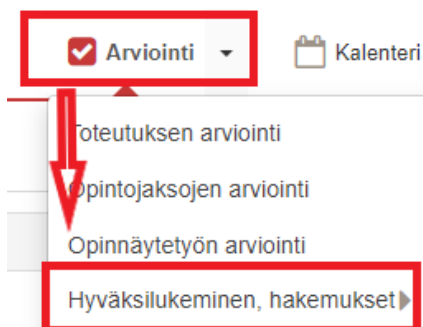 Arviointi Kalenteri
Toteutuksen arviointi
Opintojaksojen arviointi
Opinnäytetyön arviointi
Hyväksilukeminen, hakemukset